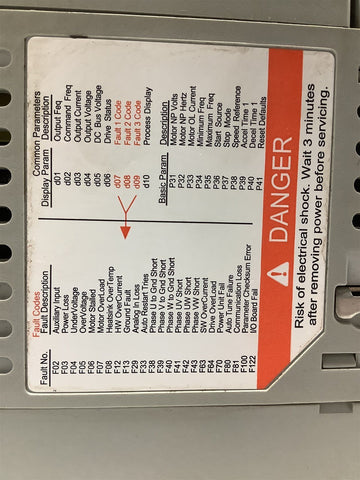 Fault Codes
Fault No. Fault Description
F02 Auxiliary Input
F03 Power Loss
F04 UnderVoltage
F05 OverVoltage
F06 Motor Stalled
F07 Motor OverLoad
F08 Heatsink OverTemp
F12 HW OverCurrent
F13 Ground Fault
F29 Analog In Loss
F33 Auto Restart Tries
F38 Phase U to Gnd Short
F39 Phase V to Gnd Short
F40 Phase W to Gnd Short
F41 Phase UV Short
F42 Phase UW Short
F43 Phase VW Short
F63 SW OverCurrent
F64 Drive OverLoad
F70 Power Unit Fail
F80 Auto Tune Failure
F81 Communication Loss
F100 Parameter Checksum Error
F122 I/O Board Fail
Common Parameters
Display Param Description
d01 Output Freq
d02 Command Freq
d03 Output Current
d04 Output Voltage
d05 DC Bus Voltage
d06 Drive Status
d07 Fault 1 Code
d08 Fault 2 Code
d09 Fault 3 Code
d10 Process Display
Basic Param Description
P31 Motor NP Volts
P32 Motor NP Hertz
P33 Motor OL Current
P34 Minimum Freq
P35 Maximum Freq
P36 Start Source
P37 Stop Mode
P38 Speed Reference
P39 Accel Time 1
P40 Decel Time 1
P41 Reset Defaults
DANGER
Risk of electrical shock. Wait 3 minutes
after removing power before servicing.